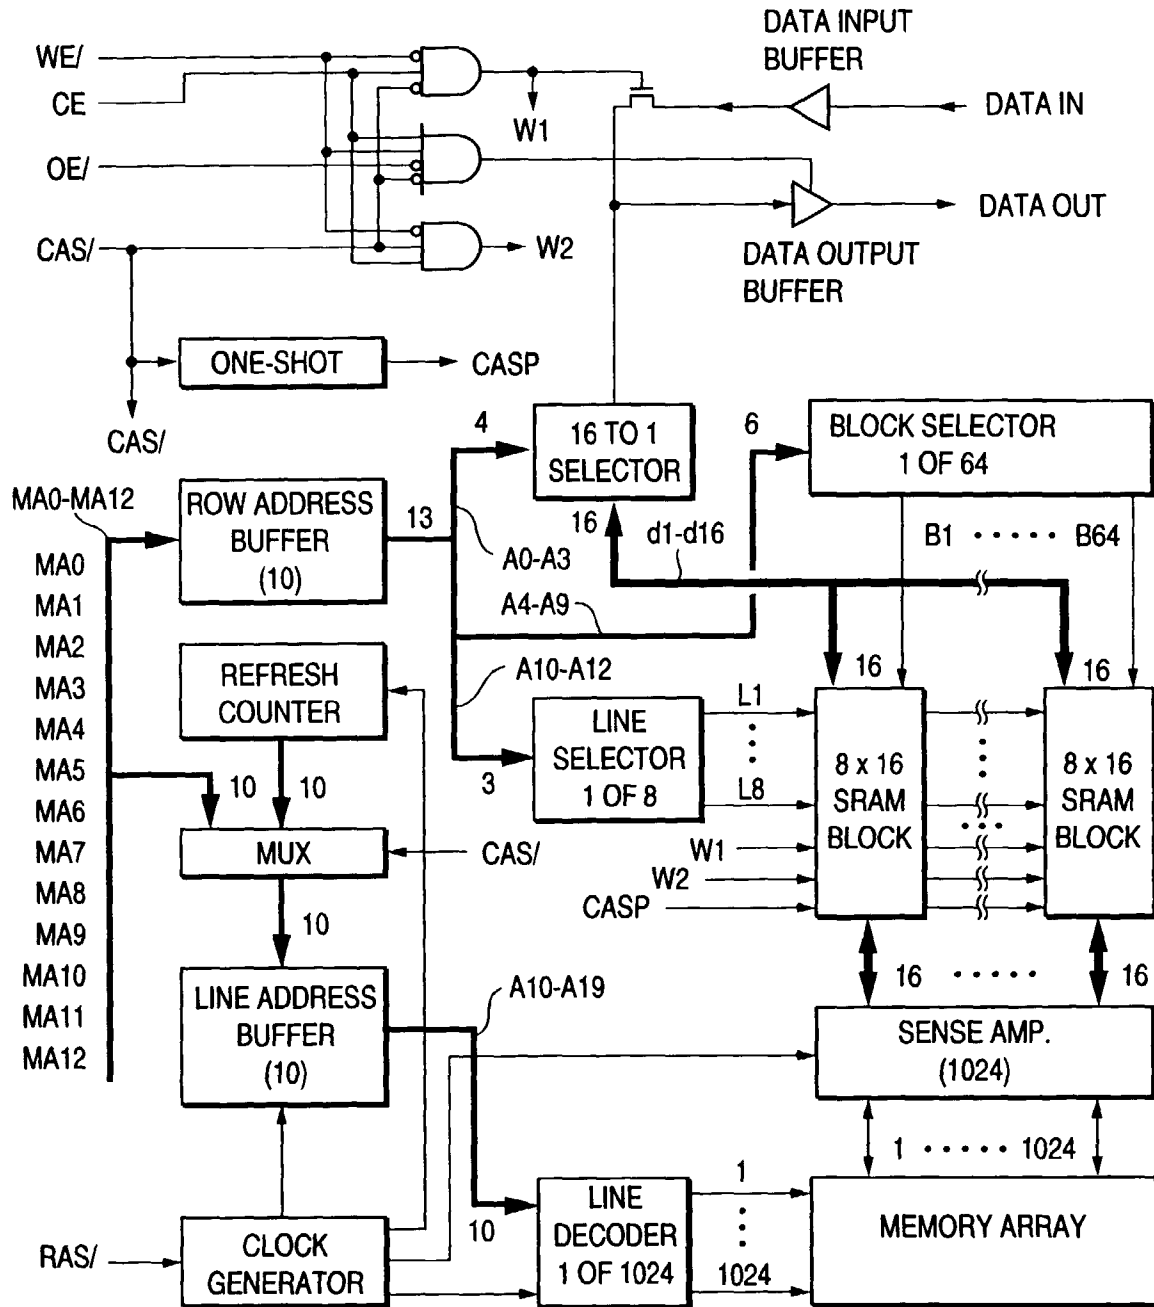 DATA INPUT
BUFFER
WE/
CE
W1
DATA IN
OE/
DATA OUT
CAS/
W2
DATA OUTPUT
BUFFER
ONE-SHOT
CASP
CAS/
4
16 TO 1
SELECTOR
6
BLOCK SELECTOR
1 OF 64
MA0-MA12
ROW ADDRESS
BUFFER
(10)
13
16
d1-d16
B1
B64
A0-A3
A4-A9
MA0
MA1
MA2
MA3
MA4
MA5
MA6
MA7
MA8
MA9
MA10
MA11
MA12
REFRESH
COUNTER
A10-A12
16
16
LINE
SELECTOR
1 OF 8
3
L1
L8
8 x 16
SRAM
BLOCK
8 x 16
SRAM
BLOCK
10
10
MUX
CAS/
W1
W2
CASP
10
16
16
LINE ADDRESS
BUFFER
(10)
A10-A19
SENSE AMP.
(1024)
1
1024
RAS/
CLOCK
GENERATOR
10
LINE
DECODER
1 OF 1024
1
1024
MEMORY ARRAY